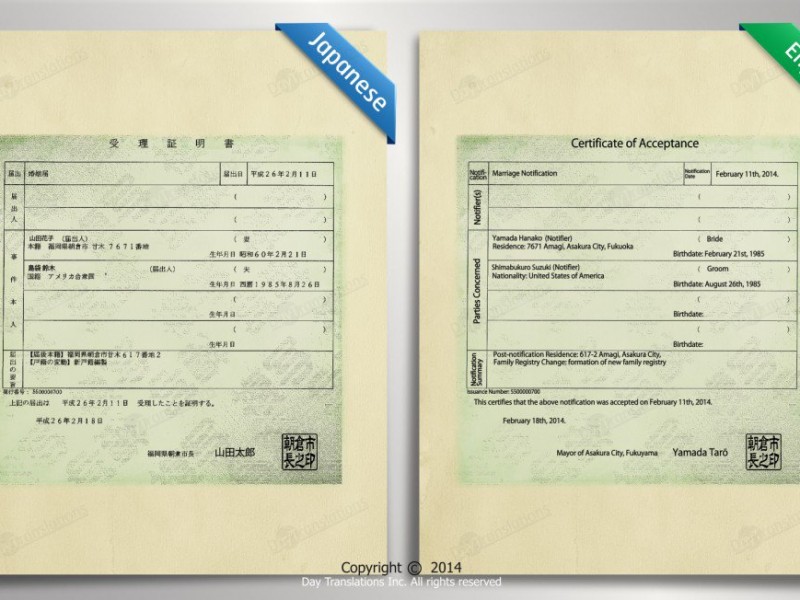 Japanese
受理証明書
届出 婚姻届 届出日 平成26年2月11日
届出人 ( )
( )
事件本人
山田花子 (届出人) ( 妻 )
本籍 福岡県朝倉市 甘木 7671番地
生年月日 昭和60年2月21日
島袋鈴木 (届出人) ( 夫 )
国籍 アメリカ合衆国
生年月日 西暦1985年8月26日
( )
生年月日
( )
生年月日
【届後本籍】福岡県朝倉市甘木617番地2
【戸籍の変動】新戸籍編製
発行番号: 5500000700
上記の届出は 平成26年2月11日 受理したことを証明する。
平成26年2月18日
福岡県朝倉市長 山田太郎
朝倉市
長之印
Certificate of Acceptance
Notifi-
cation
Marriage Notification
Notification
Date
February 11th, 2014.
Notifier(s)
( )
( )
Parties Concerned
Yamada Hanako (Notifier) ( Bride )
Residence: 7671 Amagi, Asakura City, Fukuoka
Birthdate: February 21st, 1985
Shimabukuro Suzuki (Notifier) ( Groom )
Nationality: United States of America
Birthdate: August 26th, 1985
( )
Birthdate:
( )
Birthdate:
Notification
Summary
Post-notification Residence: 617-2 Amagi, Asakura City,
Family Registry Change: formation of new family registry
Issuance Number: 5500000700
This certifies that the above notification was accepted on February 11th, 2014.
February 18th, 2014.
Mayor of Asakura City, Fukuyama Yamada Tarō
朝倉市
長之印
Copyright © 2014
Day Translations Inc. All rights reserved